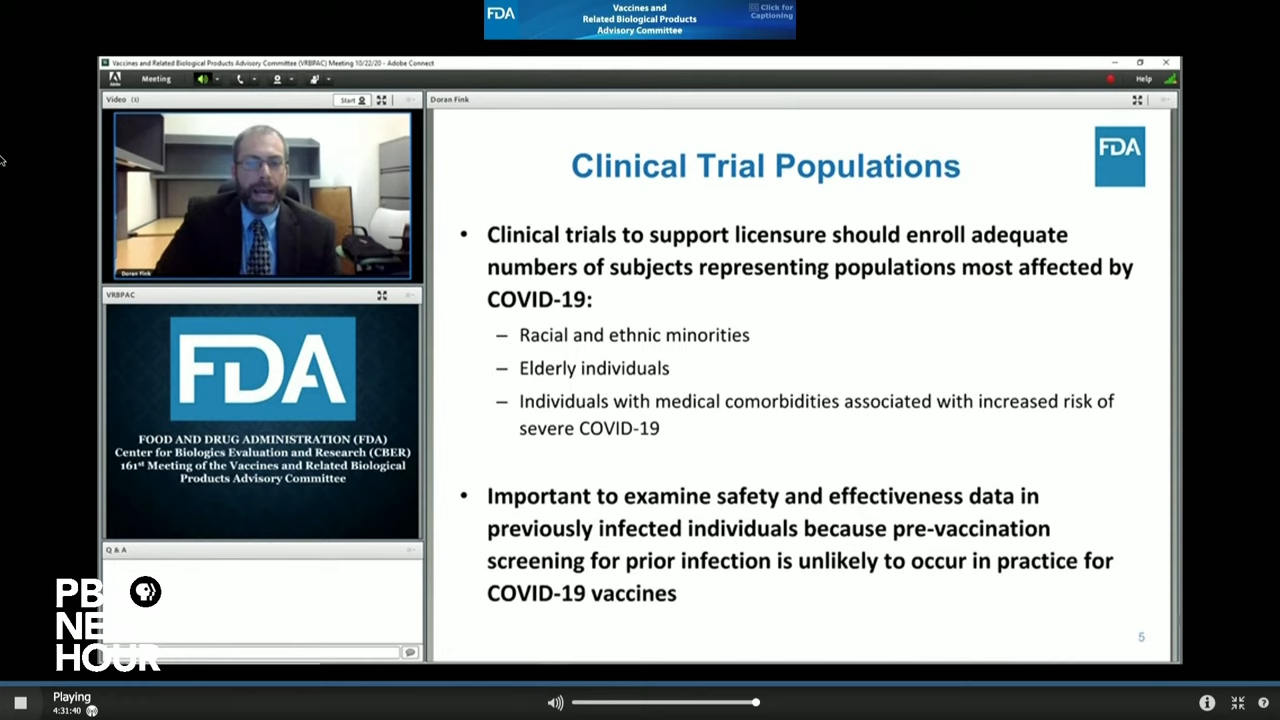 FDA
Vaccines and
Related Biological Products
Advisory Committee
CC Click for
Captioning
Vaccines and Related Biological Products Advisory Committee (VRBPAC) Meeting 10/22/20 - Adobe Connect
Adobe
Meeting
Help
Video (1)
Start
Doran Fink
Doran Fink
VRBPAC
FDA
FOOD AND DRUG ADMINISTRATION (FDA)
Center for Biologics Evaluation and Research (CBER)
161st Meeting of the Vaccines and Related Biological
Products Advisory Committee
Q & A
Clinical Trial Populations
FDA
• Clinical trials to support licensure should enroll adequate
numbers of subjects representing populations most affected by
COVID-19:
– Racial and ethnic minorities
– Elderly individuals
– Individuals with medical comorbidities associated with increased risk of
severe COVID-19
• Important to examine safety and effectiveness data in
previously infected individuals because pre-vaccination
screening for prior infection is unlikely to occur in practice for
COVID-19 vaccines
5
PBS
NEWS
HOUR
Playing
4:31:40